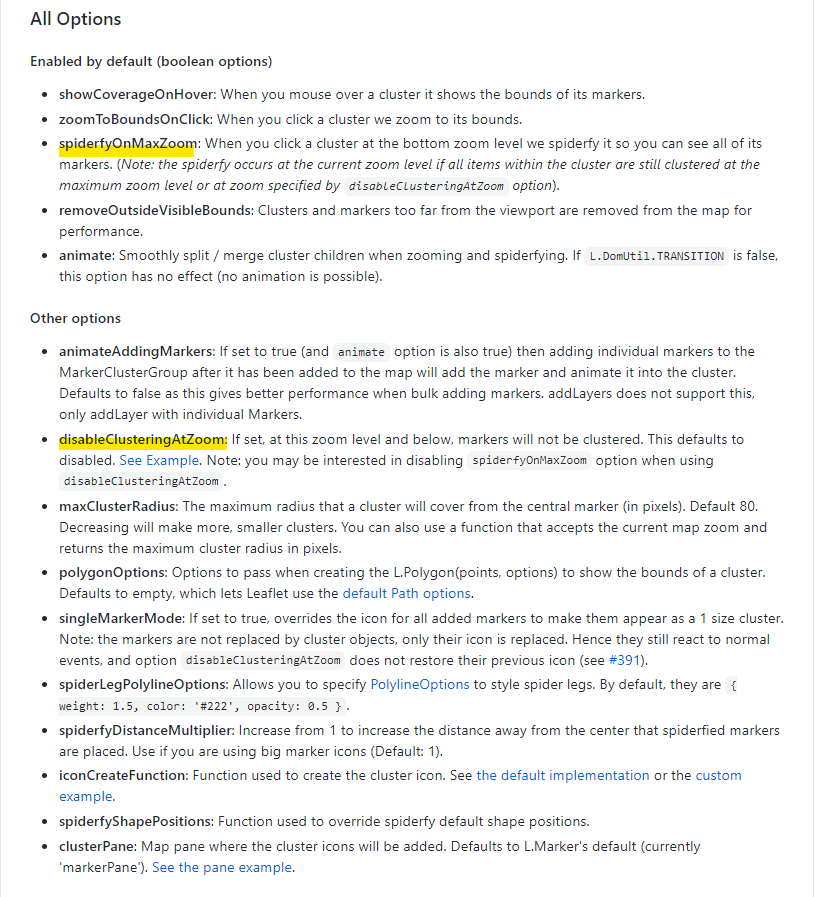 All Options
Enabled by default (boolean options)
showCoverageOnHover: When you mouse over a cluster it shows the bounds of its markers.
zoomToBoundsOnClick: When you click a cluster we zoom to its bounds.
spiderfyOnMaxZoom: When you click a cluster at the bottom zoom level we spiderfy it so you can see all of its
markers. (Note: the spiderfy occurs at the current zoom level if all items within the cluster are still clustered at the
maximum zoom level or at zoom specified by disableClusteringAtZoom option).
removeOutsideVisibleBounds: Clusters and markers too far from the viewport are removed from the map for
performance.
animate: Smoothly split / merge cluster children when zooming and spiderfying. If L.DomUtil.TRANSITION is false,
this option has no effect (no animation is possible).
Other options
animateAddingMarkers: If set to true (and animate option is also true) then adding individual markers to the
MarkerClusterGroup after it has been added to the map will add the marker and animate it into the cluster.
Defaults to false as this gives better performance when bulk adding markers. addLayers does not support this,
only addLayer with individual Markers.
disableClusteringAtZoom: If set, at this zoom level and below, markers will not be clustered. This defaults to
disabled. See Example. Note: you may be interested in disabling spiderfyOnMaxZoom option when using
disableClusteringAtZoom.
maxClusterRadius: The maximum radius that a cluster will cover from the central marker (in pixels). Default 80.
Decreasing will make more, smaller clusters. You can also use a function that accepts the current map zoom and
returns the maximum cluster radius in pixels.
polygonOptions: Options to pass when creating the L.Polygon(points, options) to show the bounds of a cluster.
Defaults to empty, which lets Leaflet use the default Path options.
singleMarkerMode: If set to true, overrides the icon for all added markers to make them appear as a 1 size cluster.
Note: the markers are not replaced by cluster objects, only their icon is replaced. Hence they still react to normal
events, and option disableClusteringAtZoom does not restore their previous icon (see #391).
spiderLegPolylineOptions: Allows you to specify PolylineOptions to style spider legs. By default, they are {
weight: 1.5, color: '#222', opacity: 0.5 }.
spiderfyDistanceMultiplier: Increase from 1 to increase the distance away from the center that spiderfied markers
are placed. Use if you are using big marker icons (Default: 1).
iconCreateFunction: Function used to create the cluster icon. See the default implementation or the custom
example.
spiderfyShapePositions: Function used to override spiderfy default shape positions.
clusterPane: Map pane where the cluster icons will be added. Defaults to L.Marker's default (currently
'markerPane'). See the pane example.